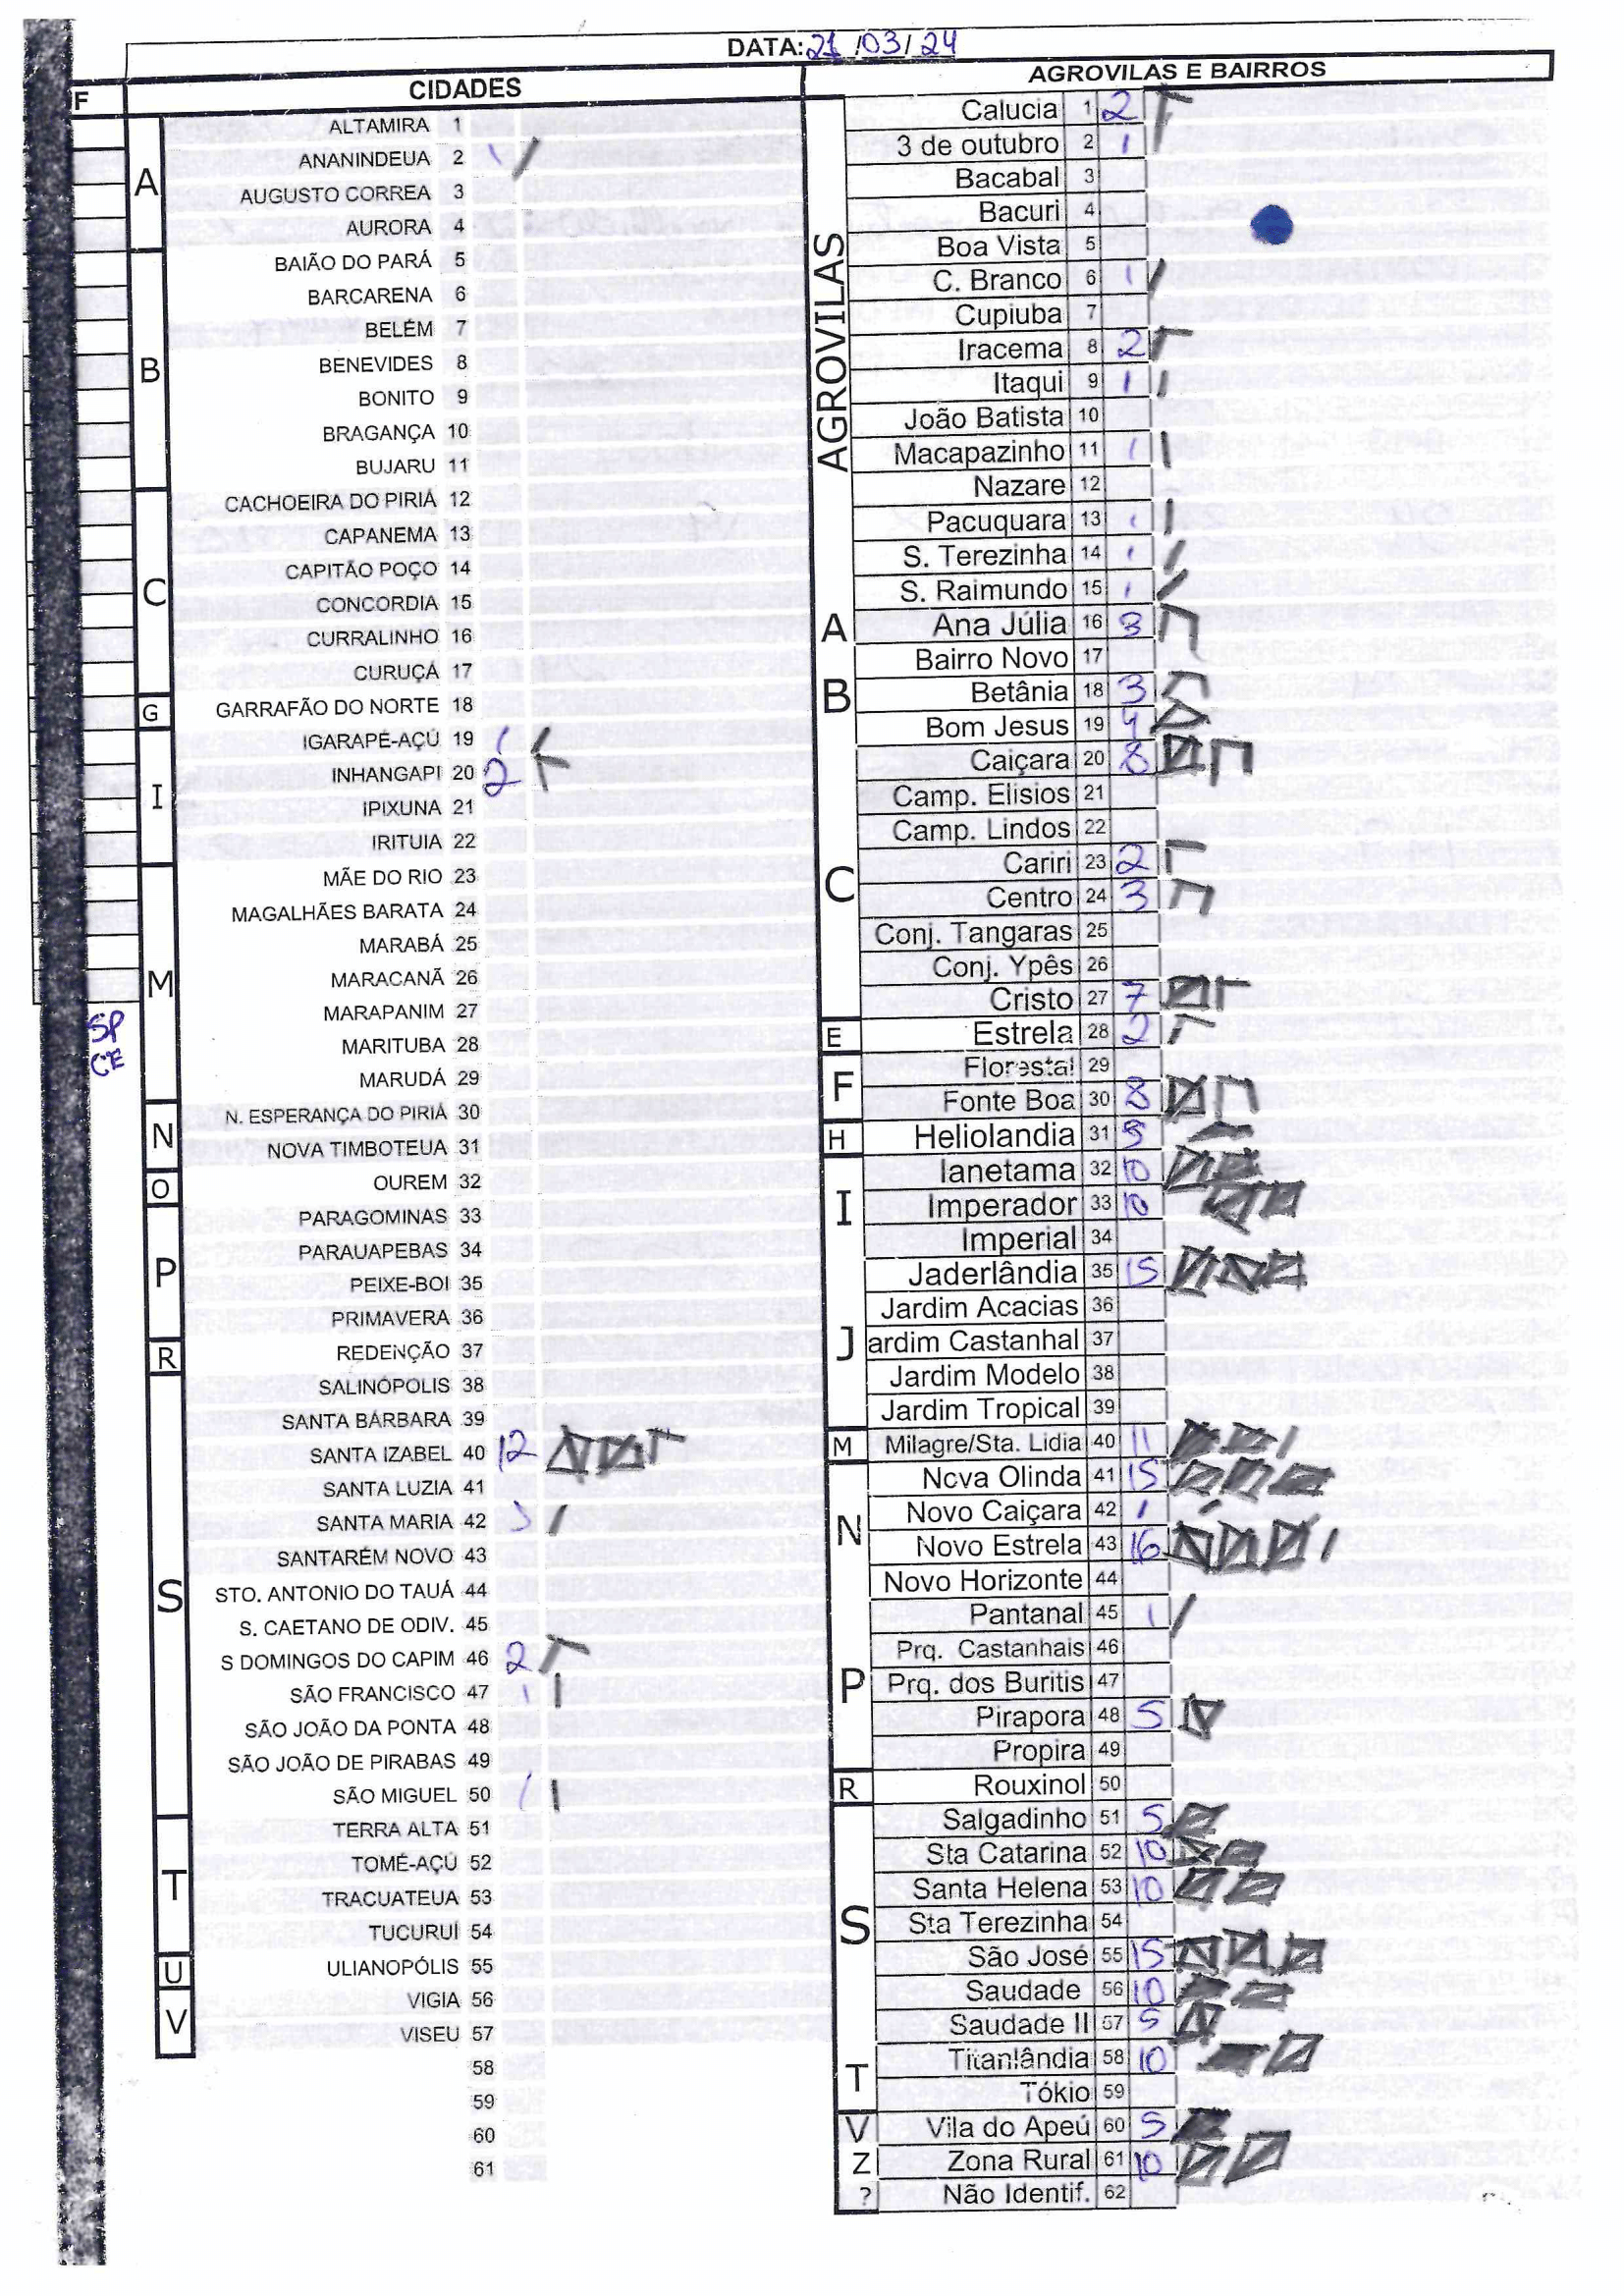 DATA: 21/03/24
F
CIDADES
A
ALTAMIRA 1
ANANINDEUA 2 1
AUGUSTO CORREA 3
AURORA 4
B
BAIÃO DO PARÁ 5
BARCARENA 6
BELÉM 7
BENEVIDES 8
BONITO 9
BRAGANÇA 10
BUJARU 11
C
CACHOEIRA DO PIRIÁ 12
CAPANEMA 13
CAPITÃO POÇO 14
CONCORDIA 15
CURRALINHO 16
CURUÇÁ 17
G
GARRAFÃO DO NORTE 18
I
IGARAPÉ-AÇÚ 19 1
INHANGAPI 20 2
IPIXUNA 21
IRITUIA 22
M
MÃE DO RIO 23
MAGALHÃES BARATA 24
MARABÁ 25
MARACANÃ 26
MARAPANIM 27
MARITUBA 28
MARUDÁ 29
SP
CE
N
N. ESPERANÇA DO PIRIÁ 30
NOVA TIMBOTEUA 31
O
OUREM 32
P
PARAGOMINAS 33
PARAUAPEBAS 34
PEIXE-BOI 35
PRIMAVERA 36
R
REDENÇÃO 37
S
SALINÓPOLIS 38
SANTA BÁRBARA 39
SANTA IZABEL 40 12
SANTA LUZIA 41
SANTA MARIA 42
SANTARÉM NOVO 43
STO. ANTONIO DO TAUÁ 44
S. CAETANO DE ODIV. 45
S DOMINGOS DO CAPIM 46 2
SÃO FRANCISCO 47 1
SÃO JOÃO DA PONTA 48
SÃO JOÃO DE PIRABAS 49
SÃO MIGUEL 50 1
T
TERRA ALTA 51
TOMÉ-AÇÚ 52
TRACUATEUA 53
TUCURUÍ 54
U
ULIANOPÓLIS 55
V
VIGIA 56
VISEU 57
58
59
60
61
AGROVILAS E BAIRROS
AGROVILAS
Calucia 1 2
3 de outubro 2 1
Bacabal 3
Bacuri 4
Boa Vista 5
C. Branco 6 1
Cupiuba 7
Iracema 8 2
Itaqui 9 1
João Batista 10
Macapazinho 11 1
Nazare 12
Pacuquara 13 1
S. Terezinha 14 1
S. Raimundo 15 1
A
Ana Júlia 16 3
Bairro Novo 17
B
Betânia 18 3
Bom Jesus 19 4
Caiçara 20 8
Camp. Elisios 21
Camp. Lindos 22
C
Cariri 23 2
Centro 24 3
Conj. Tangaras 25
Conj. Ypês 26
Cristo 27 7
E
Estrela 28 2
F
Florestal 29
Fonte Boa 30 8
H
Heliolandia 31 5
I
Ianetama 32 10
Imperador 33 10
Imperial 34
J
Jaderlândia 35 15
Jardim Acacias 36
ardim Castanhal 37
Jardim Modelo 38
Jardim Tropical 39
M
Milagre/Sta. Lidia 40 11
N
Nova Olinda 41 15
Novo Caiçara 42 1
Novo Estrela 43 16
Novo Horizonte 44
P
Pantanal 45 1
Prq. Castanhais 46
Prq. dos Buritis 47
Pirapora 48 5
Propira 49
R
Rouxinol 50
S
Salgadinho 51 5
Sta Catarina 52 10
Santa Helena 53 10
Sta Terezinha 54
São José 55 15
Saudade 56 10
Saudade II 57 5
T
Titanlândia 58 10
Tókio 59
V
Vila do Apeú 60 5
Z
Zona Rural 61 10
?
Não Identif. 62